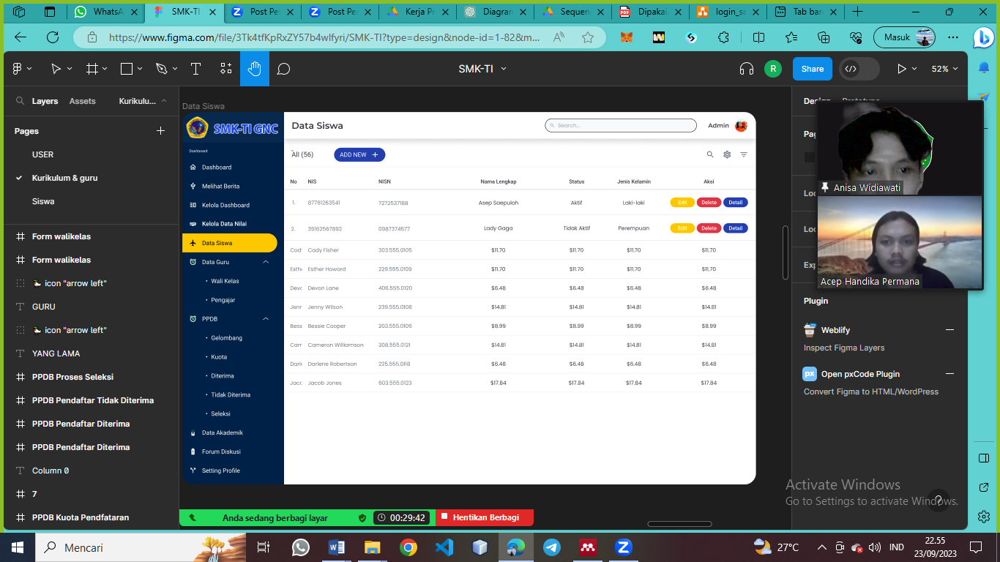 WhatsA
SMK-TI
Post Pes
Post Pes
Kerja Pr
Diagran
Sequen
Dipakai
login_se
Tab bar
https://www.figma.com/file/3Tk4tfKpRxZY57b4wlfyri/SMK-TI?type=design&node-id=1-82&m...
Masuk
SMK-TI
R
Share
52%
Layers
Assets
Kurikulu...
Pages
USER
Kurikulum & guru
Siswa
Form walikelas
Form walikelas
icon "arrow left"
GURU
icon "arrow left"
YANG LAMA
PPDB Proses Seleksi
PPDB Pendaftar Tidak Diterima
PPDB Pendaftar Diterima
PPDB Pendaftar Diterima
Column 0
7
PPDB Kuota Pendfataran
Data Siswa
SMK-TI GNC
Dashboard
Dashboard
Melihat Berita
Kelola Dashboard
Kelola Data Nilai
Data Siswa
Data Guru
• Wali Kelas
• Pengajar
PPDB
• Gelombang
• Kuota
• Diterima
• Tidak Diterima
• Seleksi
Data Akademik
Forum Diskusi
Setting Profile
Data Siswa
Search...
Admin
All (56)
ADD NEW +
No NIS NISN Nama Lengkap Status Jenis Kelamin Aksi
1. 87761263541 7272537188 Asep Saepuloh Aktif Laki-laki Edit Delete Detail
2. 35162567892 0987374577 Lady Gaga Tidak Aktif Perempuan Edit Delete Detail
Cod Cody Fisher 303.555.0105 $11.70 $11.70 $11.70 $11.70
Esth Esther Howard 229.555.0109 $11.70 $11.70 $11.70 $11.70
Devo Devon Lane 406.555.0120 $6.48 $6.48 $6.48 $6.48
Jenr Jenny Wilson 239.555.0108 $14.81 $14.81 $14.81 $14.81
Bess Bessie Cooper 203.555.0106 $8.99 $8.99 $8.99 $8.99
Cam Cameron Williamson 308.555.0121 $14.81 $14.81 $14.81 $14.81
Darl Darlene Robertson 225.555.0118 $6.48 $6.48 $6.48 $6.48
Jacc Jacob Jones 603.555.0123 $17.84 $17.84 $17.84 $17.84
Design
Prototype
Pag
Loc
Loc
Exp
Anisa Widiawati
Acep Handika Permana
Plugin
Weblify
Inspect Figma Layers
px
Open pxCode Plugin
Convert Figma to HTML/WordPress
Activate Windows
Go to Settings to activate Windows.
Anda sedang berbagi layar
00:29:42
Hentikan Berbagi
Mencari
27°C
IND
22.55
23/09/2023